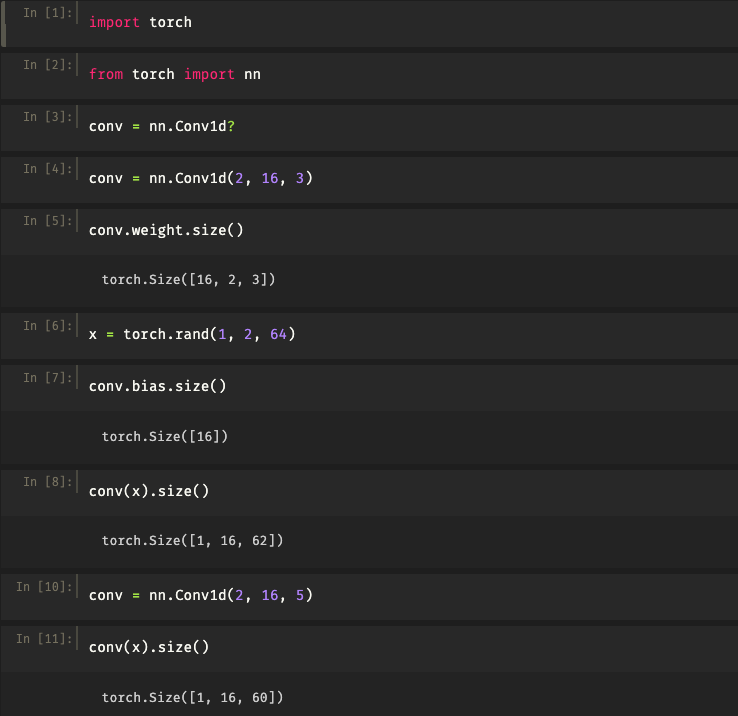 In [1]: import torch
In [2]: from torch import nn
In [3]: conv = nn.Conv1d?
In [4]: conv = nn.Conv1d(2, 16, 3)
In [5]: conv.weight.size()
torch.Size([16, 2, 3])
In [6]: x = torch.rand(1, 2, 64)
In [7]: conv.bias.size()
torch.Size([16])
In [8]: conv(x).size()
torch.Size([1, 16, 62])
In [10]: conv = nn.Conv1d(2, 16, 5)
In [11]: conv(x).size()
torch.Size([1, 16, 60])